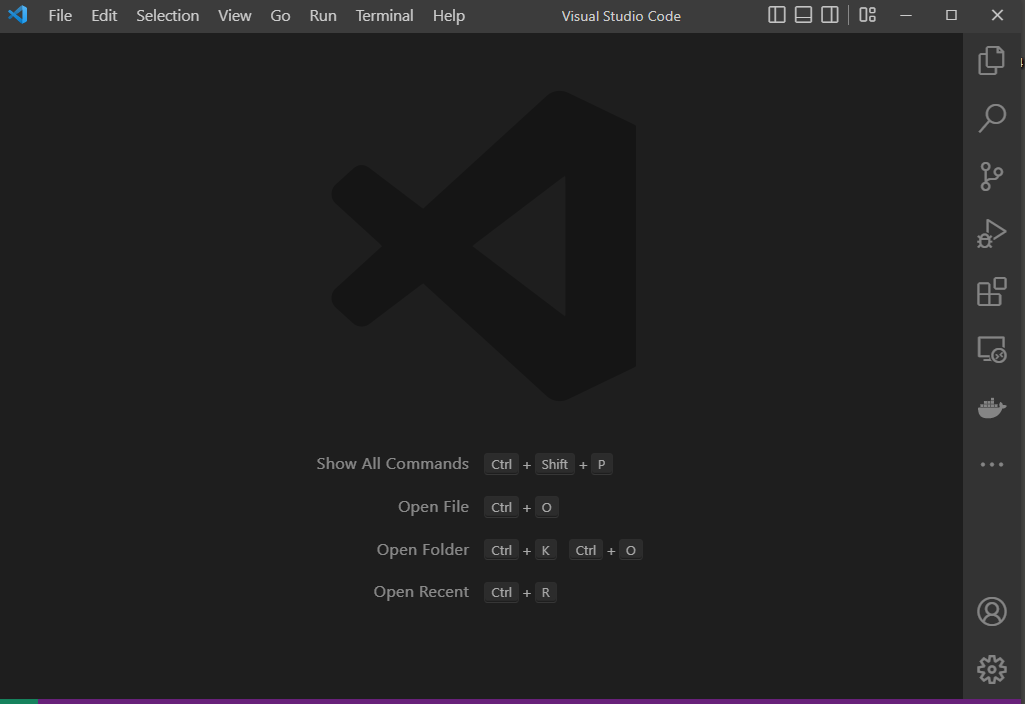 File Edit Selection View Go Run Terminal Help Visual Studio Code
Show All Commands Ctrl + Shift + P
Open File Ctrl + O
Open Folder Ctrl + K Ctrl + O
Open Recent Ctrl + R